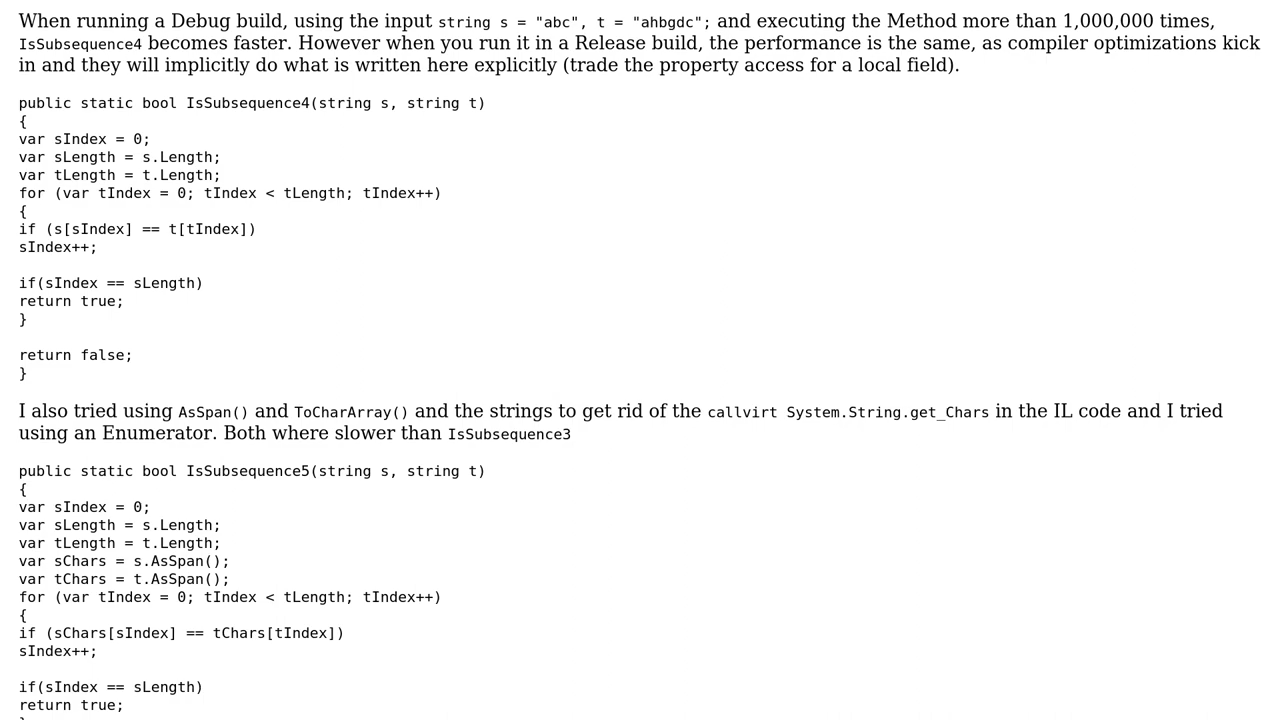 When running a Debug build, using the input string s = "abc", t = "ahbgdc"; and executing the Method more than 1,000,000 times,
IsSubsequence4 becomes faster. However when you run it in a Release build, the performance is the same, as compiler optimizations kick
in and they will implicitly do what is written here explicitly (trade the property access for a local field).
public static bool IsSubsequence4(string s, string t)
{
var sIndex = 0;
var sLength = s.Length;
var tLength = t.Length;
for (var tIndex = 0; tIndex < tLength; tIndex++)
{
if (s[sIndex] == t[tIndex])
sIndex++;
if(sIndex == sLength)
return true;
}
return false;
}
I also tried using AsSpan() and ToCharArray() and the strings to get rid of the callvirt System.String.get_Chars in the IL code and I tried
using an Enumerator. Both where slower than IsSubsequence3
public static bool IsSubsequence5(string s, string t)
{
var sIndex = 0;
var sLength = s.Length;
var tLength = t.Length;
var sChars = s.AsSpan();
var tChars = t.AsSpan();
for (var tIndex = 0; tIndex < tLength; tIndex++)
{
if (sChars[sIndex] == tChars[tIndex])
sIndex++;
if(sIndex == sLength)
return true;
}